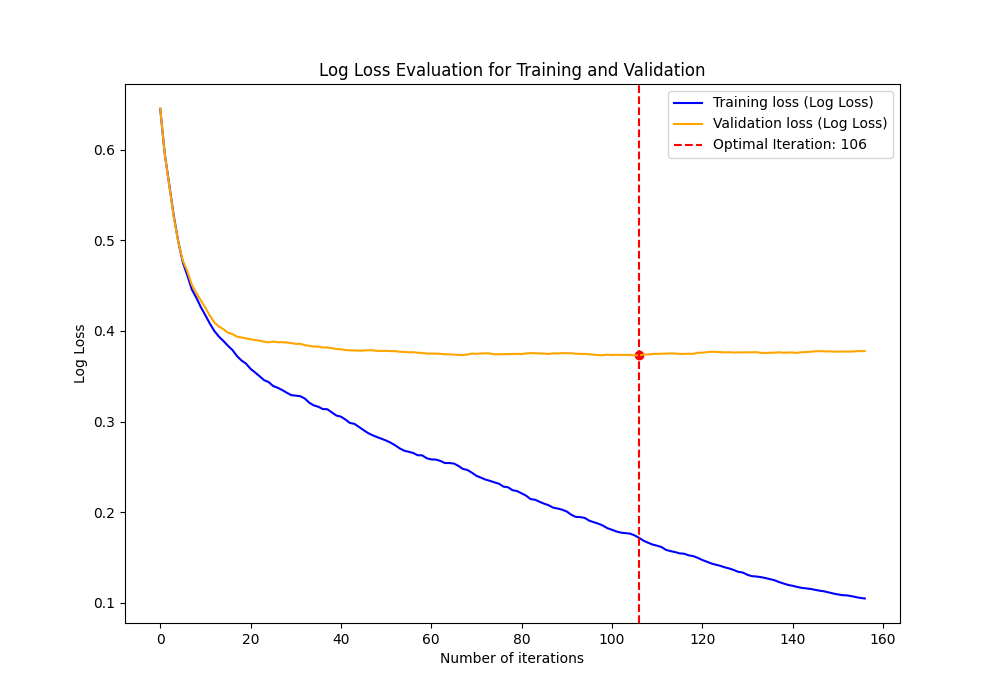 Log Loss Evaluation for Training and Validation
Training loss (Log Loss)
Validation loss (Log Loss)
Optimal Iteration: 106
Log Loss
0.6
0.5
0.4
0.3
0.2
0.1
0 20 40 60 80 100 120 140 160
Number of iterations